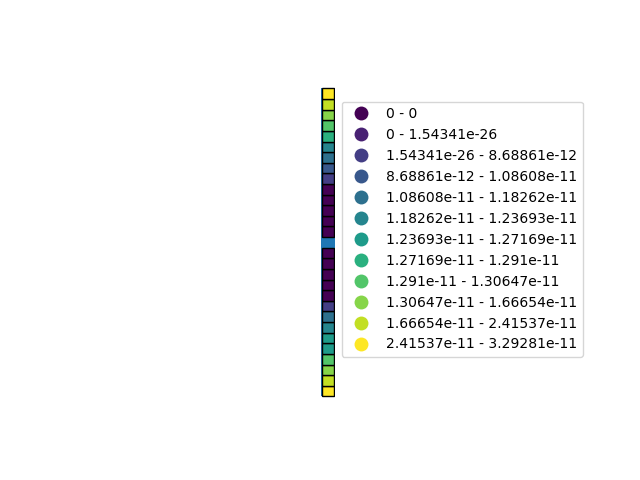 0 - 0
0 - 1.54341e-26
1.54341e-26 - 8.68861e-12
8.68861e-12 - 1.08608e-11
1.08608e-11 - 1.18262e-11
1.18262e-11 - 1.23693e-11
1.23693e-11 - 1.27169e-11
1.27169e-11 - 1.291e-11
1.291e-11 - 1.30647e-11
1.30647e-11 - 1.66654e-11
1.66654e-11 - 2.41537e-11
2.41537e-11 - 3.29281e-11